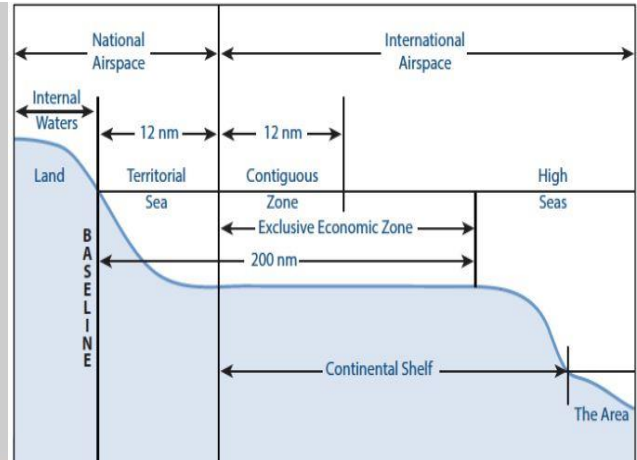 National
Airspace
International
Airspace
Internal
Waters
12 nm
12 nm
Land
Territorial
Sea
Contiguous
Zone
High
Seas
Exclusive Economic Zone
200 nm
BASELINE
Continental Shelf
The Area